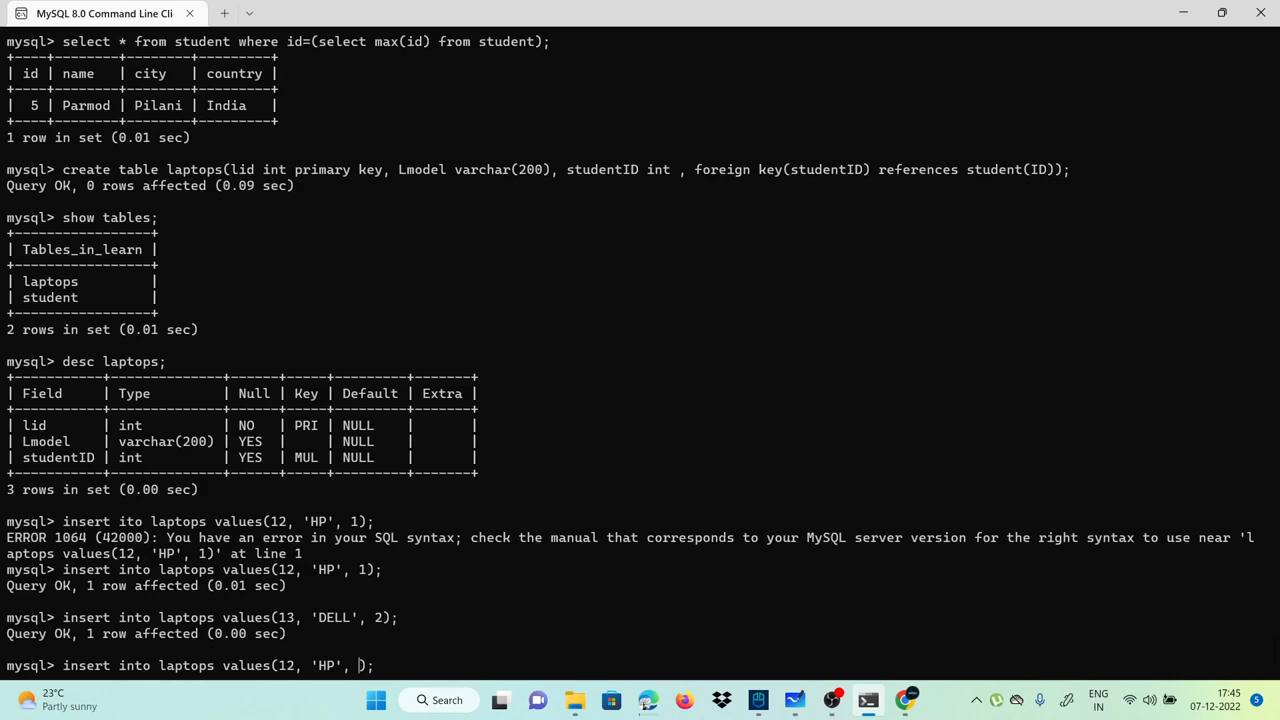 MySQL 8.0 Command Line Cli
mysql> select * from student where id=(select max(id) from student);
+----+--------+--------+---------+
| id | name   | city   | country |
+----+--------+--------+---------+
|  5 | Parmod | Pilani | India   |
+----+--------+--------+---------+
1 row in set (0.01 sec)
mysql> create table laptops(lid int primary key, Lmodel varchar(200), studentID int , foreign key(studentID) references student(ID));
Query OK, 0 rows affected (0.09 sec)
mysql> show tables;
+-----------------+
| Tables_in_learn |
+-----------------+
| laptops         |
| student         |
+-----------------+
2 rows in set (0.01 sec)
mysql> desc laptops;
+-----------+--------------+------+-----+---------+-------+
| Field     | Type         | Null | Key | Default | Extra |
+-----------+--------------+------+-----+---------+-------+
| lid       | int          | NO   | PRI | NULL    |       |
| Lmodel    | varchar(200) | YES  |     | NULL    |       |
| studentID | int          | YES  | MUL | NULL    |       |
+-----------+--------------+------+-----+---------+-------+
3 rows in set (0.00 sec)
mysql> insert ito laptops values(12, 'HP', 1);
ERROR 1064 (42000): You have an error in your SQL syntax; check the manual that corresponds to your MySQL server version for the right syntax to use near 'l
aptops values(12, 'HP', 1)' at line 1
mysql> insert into laptops values(12, 'HP', 1);
Query OK, 1 row affected (0.01 sec)
mysql> insert into laptops values(13, 'DELL', 2);
Query OK, 1 row affected (0.00 sec)
mysql> insert into laptops values(12, 'HP', );
23°C
Partly sunny
Search
ENG
IN
17:45
07-12-2022
5